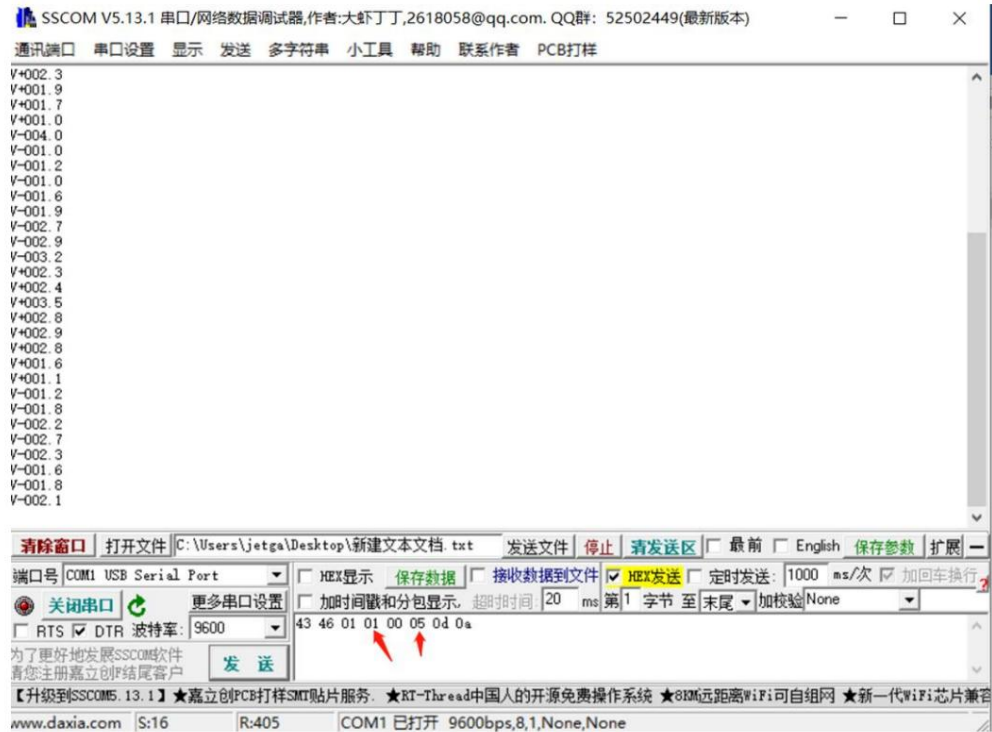 SSCOM V5.13.1 串口/网络数据调试器,作者:大虾丁丁,2618058@qq.com. QQ群: 52502449(最新版本)
通讯端口 串口设置 显示 发送 多字符串 小工具 帮助 联系作者 PCB打样
V+002.3
V+001.9
V+001.7
V+001.0
V-004.0
V-001.0
V-001.2
V-001.0
V-001.6
V-001.9
V-002.7
V-002.9
V-003.2
V+002.3
V+002.4
V+003.5
V+002.8
V+002.9
V+002.8
V+001.6
V+001.1
V-001.2
V-001.8
V-002.2
V-002.7
V-002.3
V-001.6
V-001.8
V-002.1
清除窗口 打开文件 C:\Users\jetga\Desktop\新建文本文档.txt 发送文件 停止 清发送区 最前 English 保存参数 扩展
端口号 COM1 USB Serial Port HEX显示 保存数据 接收数据到文件 HEX发送 定时发送: 1000 ms/次 加回车换行
关闭串口 更多串口设置 加时间戳和分包显示, 超时时间: 20 ms 第1 字节 至 末尾 加校验 None
RTS DTR 波特率: 9600 43 46 01 01 00 05 0d 0a
为了更好地发展SSCOM软件
请您注册嘉立创F结尾客户
发 送
【升级到SSCOM5.13.1】★嘉立创PCB打样SMT贴片服务. ★RT-Thread中国人的开源免费操作系统 ★8KM远距离WiFi可自组网 ★新一代WiFi芯片兼容
www.daxia.com S:16 R:405 COM1 已打开 9600bps,8,1,None,None